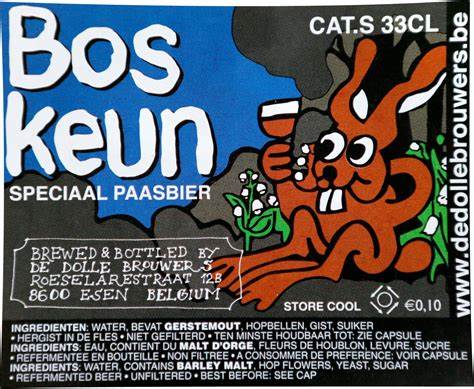 Bos
keun
CAT.S 33CL
SPECIAAL PAASBIER
www.dedollebrouwers.be
BREWED & BOTTLED BY
DE DOLLE BROUWERS
ROESELARESTRAAT 12B
8600 ESEN BELGIUM
STORE COOL €0,10
INGREDIENTEN: WATER, BEVAT GERSTEMOUT, HOPBELLEN, GIST, SUIKER
• HERGIST IN DE FLES • NIET GEFILTERD • TEN MINSTE HOUDBAAR TOT: ZIE CAPSULE
INGREDIENTS: EAU, CONTIENT DU MALT D'ORGE, FLEURS DE HOUBLON, LEVURE, SUCRE
• REFERMENTEE EN BOUTEILLE • NON FILTREE • A CONSOMMER DE PREFERENCE: VOIR CAPSULE
INGREDIENTS: WATER, CONTAINS BARLEY MALT, HOP FLOWERS, YEAST, SUGAR
• REFERMENTED BEER • UNFILTERED • BEST BEFORE: SEE CAP